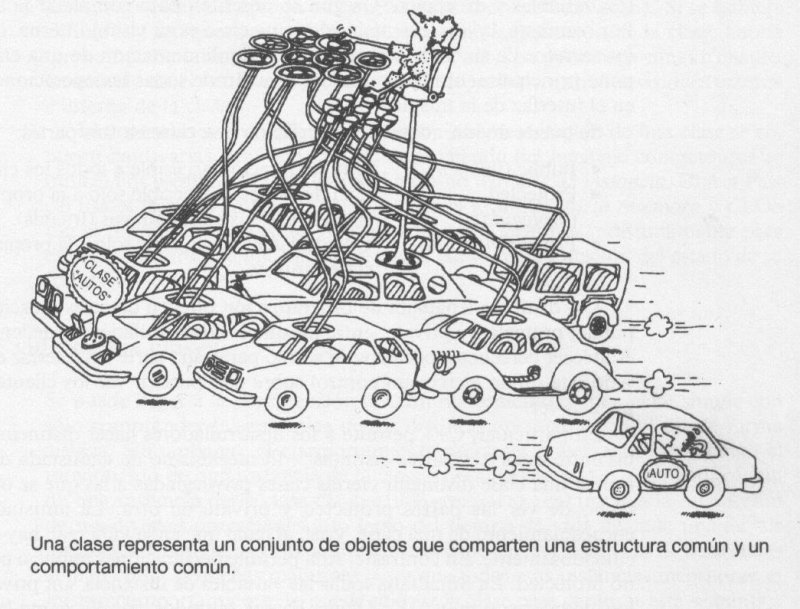 CLASE
"AUTOS"
AUTO
Una clase representa un conjunto de objetos que comparten una estructura común y un
comportamiento común.